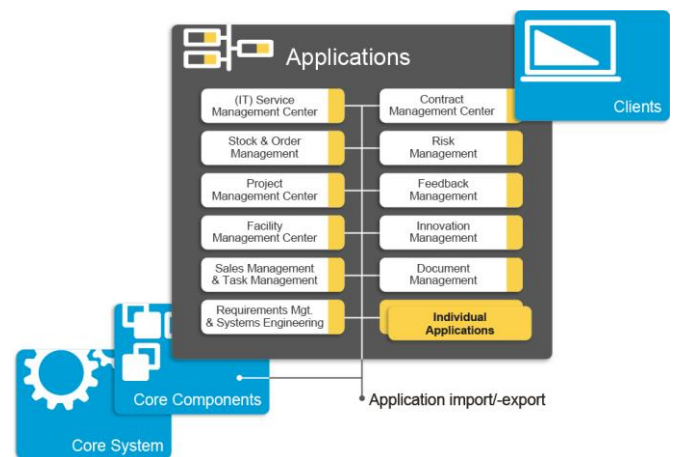 Applications
Clients
(IT) Service
Management Center
Contract
Management Center
Stock & Order
Management
Risk
Management
Project
Management Center
Feedback
Management
Facility
Management Center
Innovation
Management
Sales Management
& Task Management
Document
Management
Requirements Mgt.
& Systems Engineering
Individual
Applications
Core Components
Application import/-export
Core System